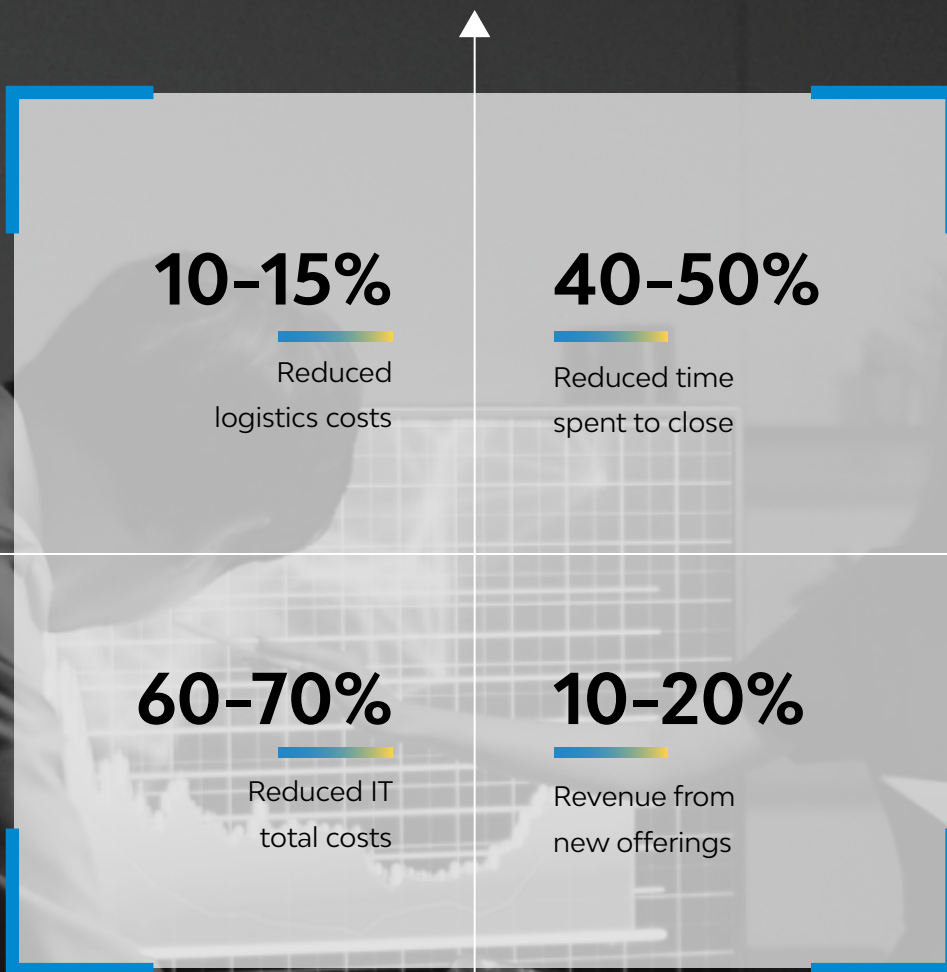 10–15%
Reduced
logistics costs
40–50%
Reduced time
spent to close
60–70%
Reduced IT
total costs
10–20%
Revenue from
new offerings